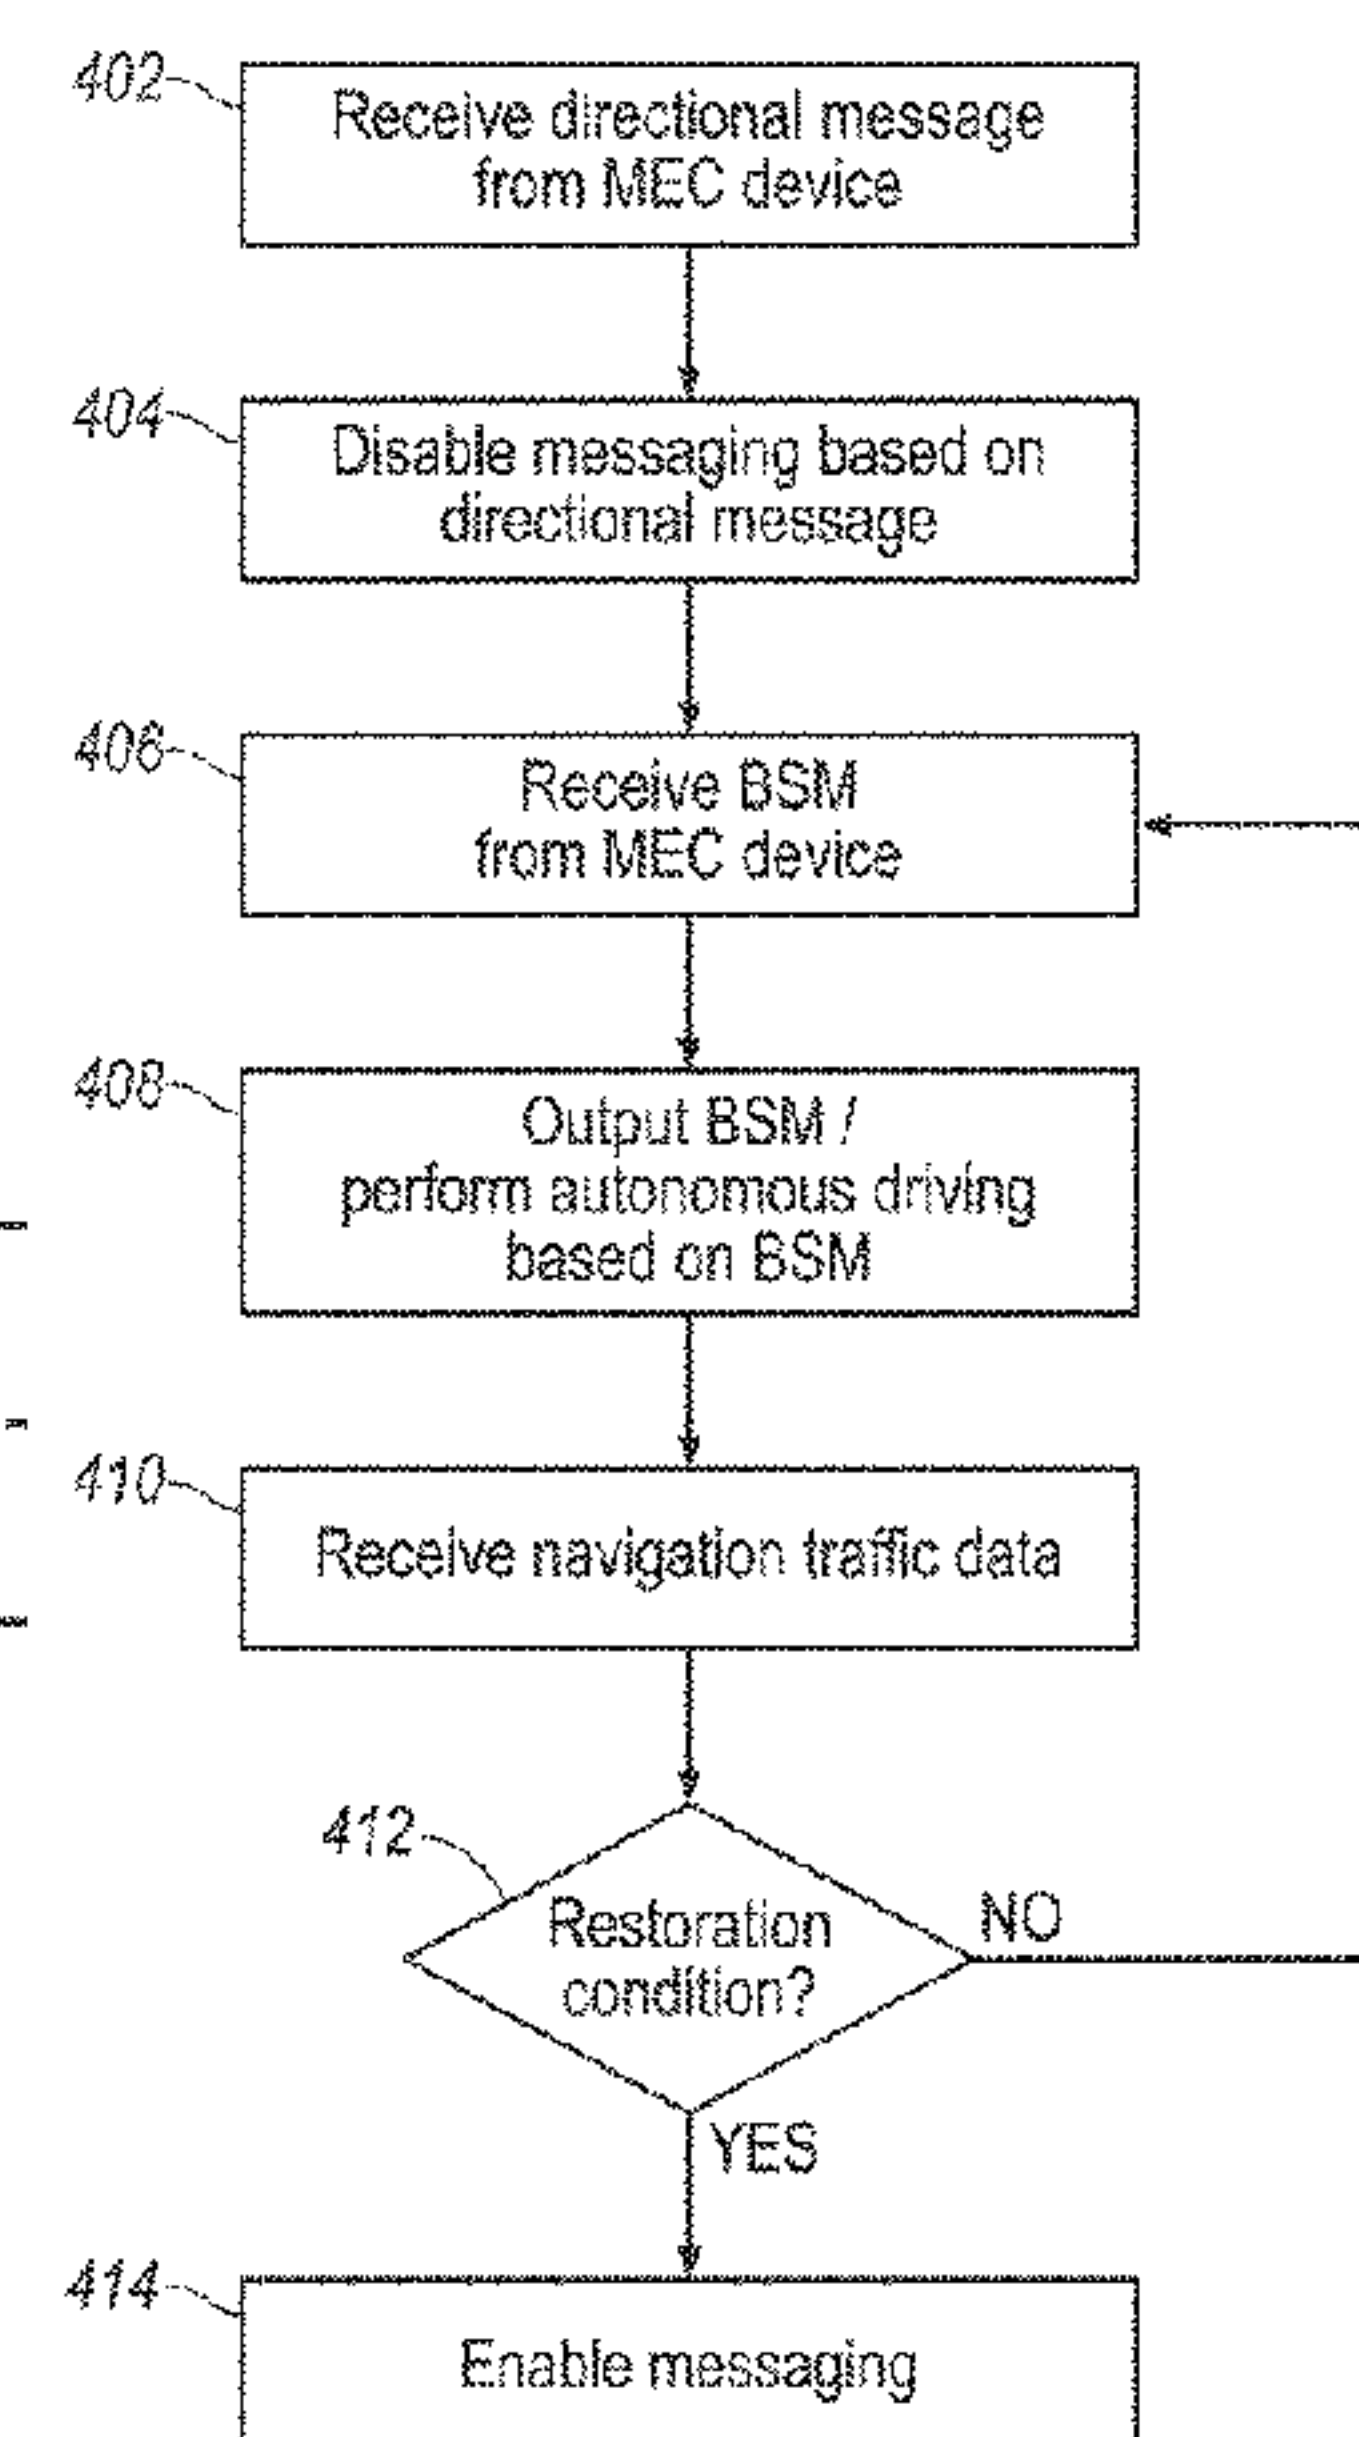 402
Receive directional message
from MEC device
404
Disable messaging based on
directional message
406
Receive BSM
from MEC device
408
Output BSM /
perform autonomous driving
based on BSM
410
Receive navigation traffic data
412
Restoration
condition?
NO
YES
414
Enable messaging